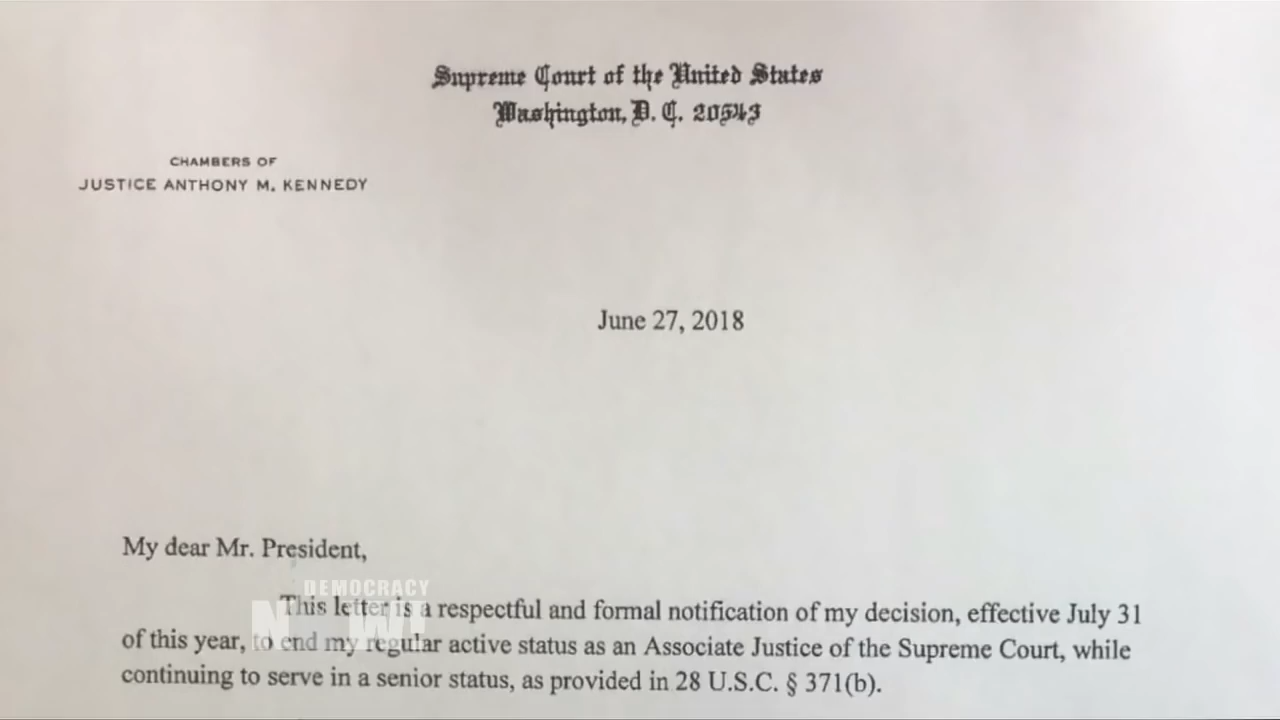 Supreme Court of the United States
Washington, D. C. 20543
CHAMBERS OF
JUSTICE ANTHONY M. KENNEDY
June 27, 2018
My dear Mr. President,
DEMOCRACY
NOW!
This letter is a respectful and formal notification of my decision, effective July 31
of this year, to end my regular active status as an Associate Justice of the Supreme Court, while
continuing to serve in a senior status, as provided in 28 U.S.C. § 371(b).